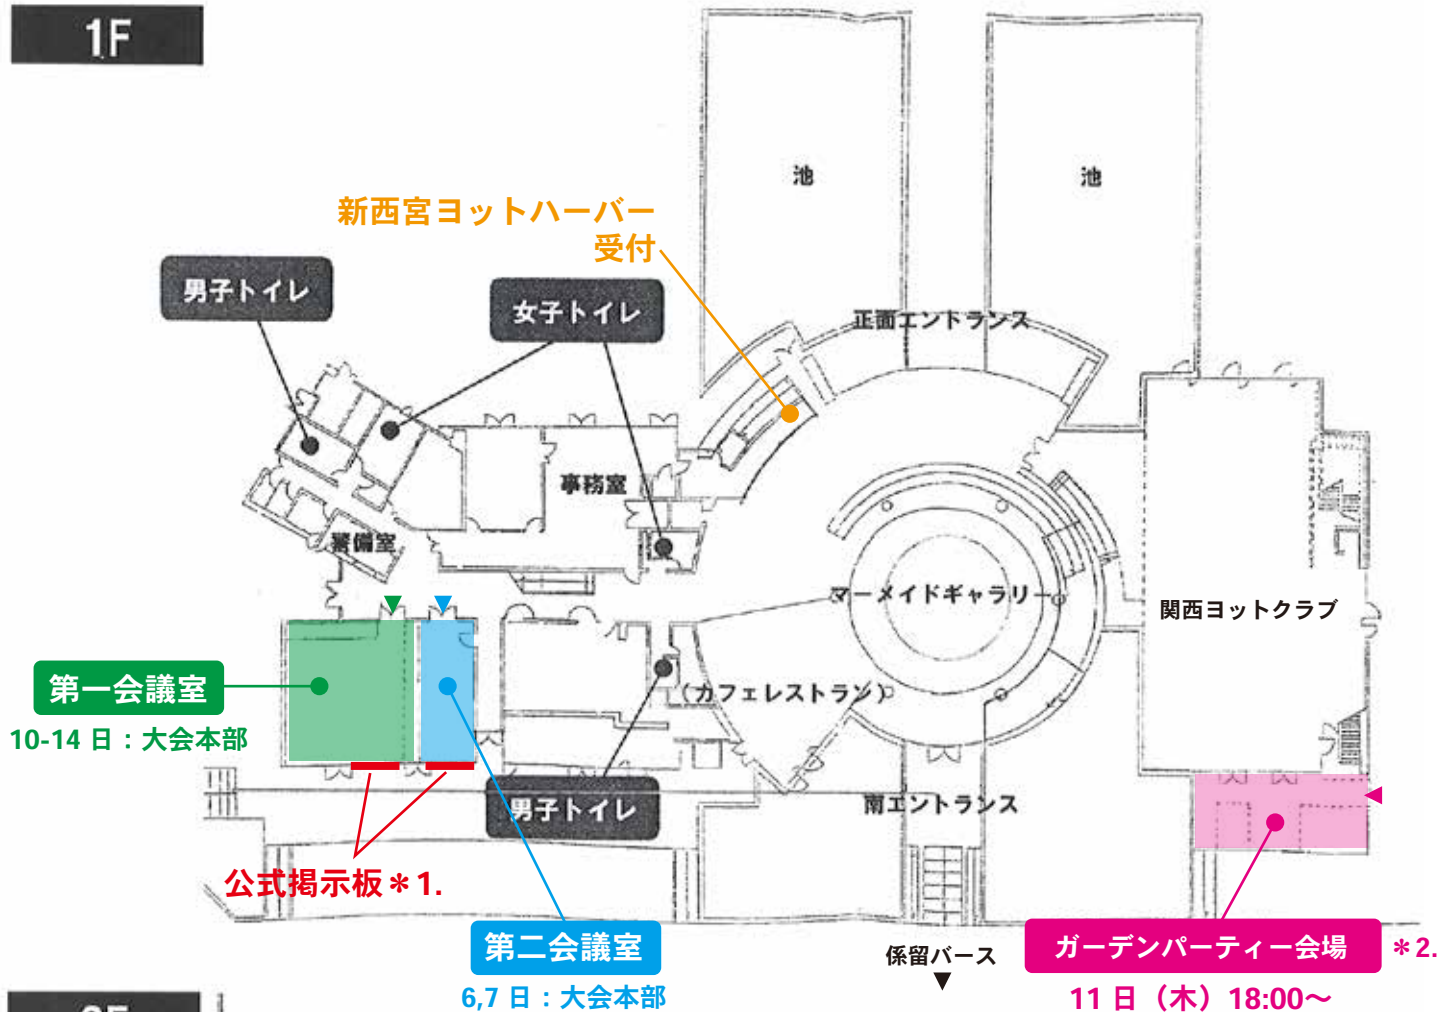 1F
池
池
新西宮ヨットハーバー
受付
男子トイレ
女子トイレ
正面エントランス
事務室
警備室
マーメイドギャラリー
関西ヨットクラブ
第一会議室
10-14 日：大会本部
（カフェレストラン）
男子トイレ
南エントランス
公式掲示板＊1.
第二会議室
6,7 日：大会本部
係留バース
▼
ガーデンパーティー会場
＊2.
11 日（木）18:00～